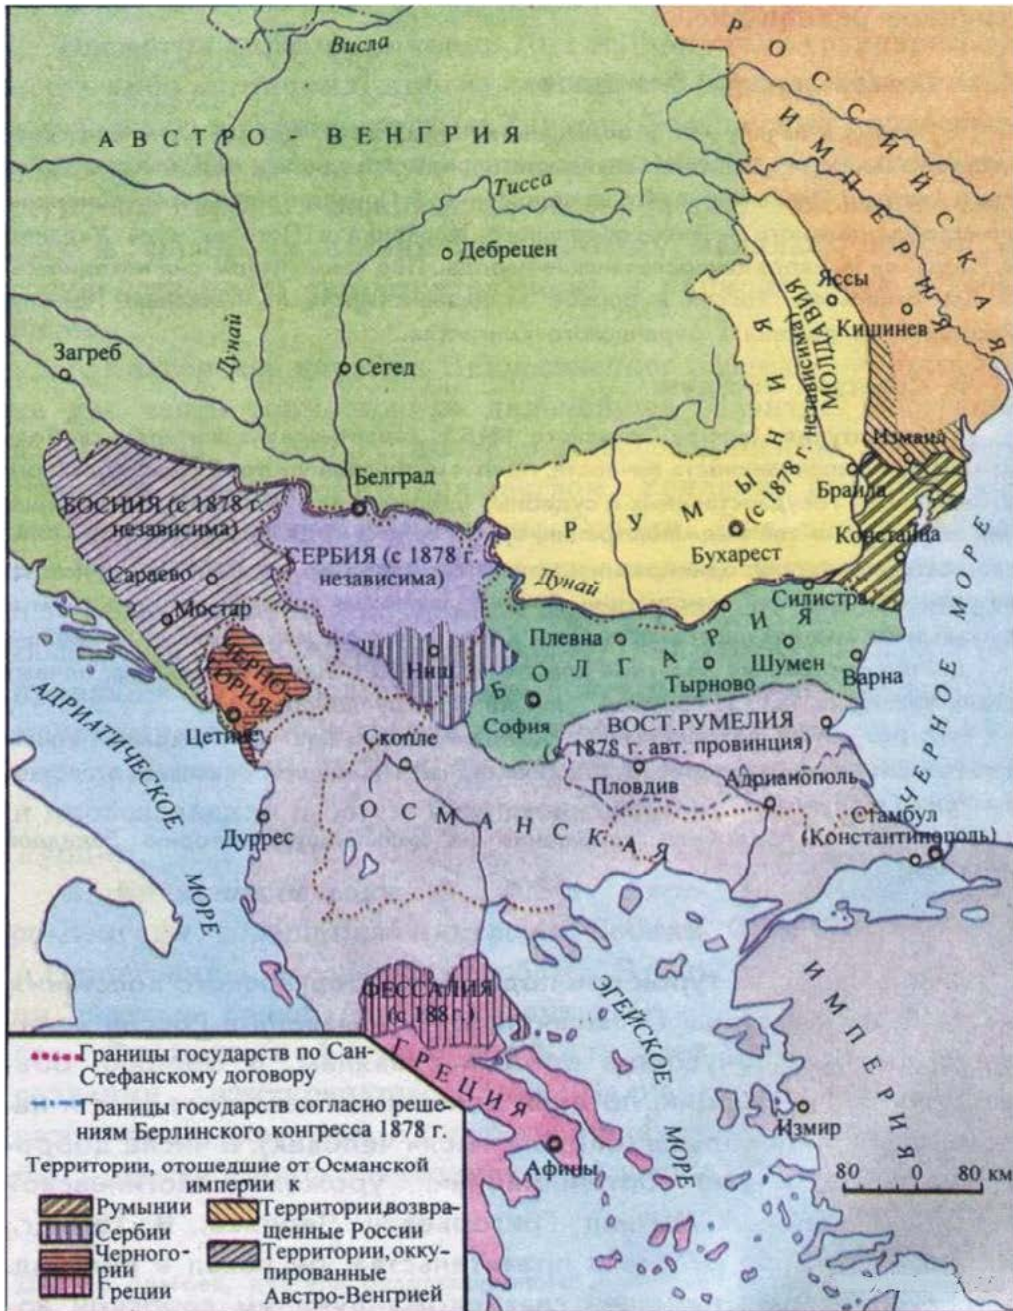 Висла
РОССИЙСКАЯ
ИМПЕРИЯ
АВСТРО-ВЕНГРИЯ
Тисса
Дебрецен
Яссы
Кишинев
Дунай
Загреб
Сегед
МОЛДАВИЯ
Измаил
Белград
Браила
БОСНИЯ (с 1878 г.
независима)
РУМЫНИЯ
(с 1878 г. независима)
Констанца
СЕРБИЯ (с 1878 г.
независима)
Бухарест
Сараево
Дунай
Силистра
Мостар
Плевна
БОЛГАРИЯ
Шумен
ЧЕРНО-
ГОРИЯ
Ниш
Тырново
Варна
ЧЕРНОЕ МОРЕ
АДРИАТИЧЕСКОЕ
МОРЕ
София
ВОСТ. РУМЕЛИЯ
(с 1878 г. авт. провинция)
Цетине
Скопле
Адрианополь
Пловдив
ОСМАНСКАЯ
Стамбул
(Константинополь)
Дуррес
ИМПЕРИЯ
ФЕССАЛИЯ
(с 188 г.)
ЭГЕЙСКОЕ
МОРЕ
ГРЕЦИЯ
Измир
Афины
80 0 80 км
Границы государств по Сан-
Стефанскому договору
Границы государств согласно реше-
ниям Берлинского конгресса 1878 г.
Территории, отошедшие от Османской
империи к
Румынии
Сербии
Черного-
рии
Греции
Территории, возвра-
щенные России
Территории, окку-
пированные
Австро-Венгрией